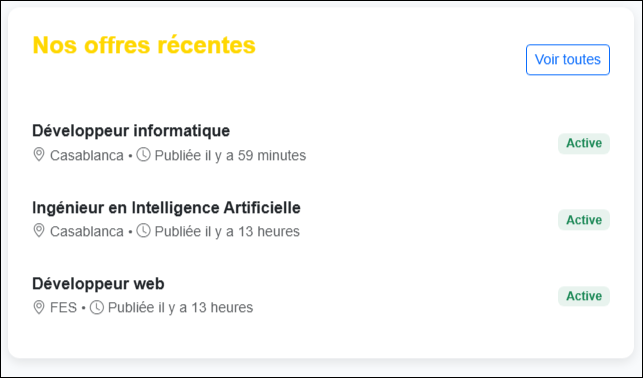 Nos offres récentes
Voir toutes
Développeur informatique
Casablanca • Publiée il y a 59 minutes
Active
Ingénieur en Intelligence Artificielle
Casablanca • Publiée il y a 13 heures
Active
Développeur web
FES • Publiée il y a 13 heures
Active